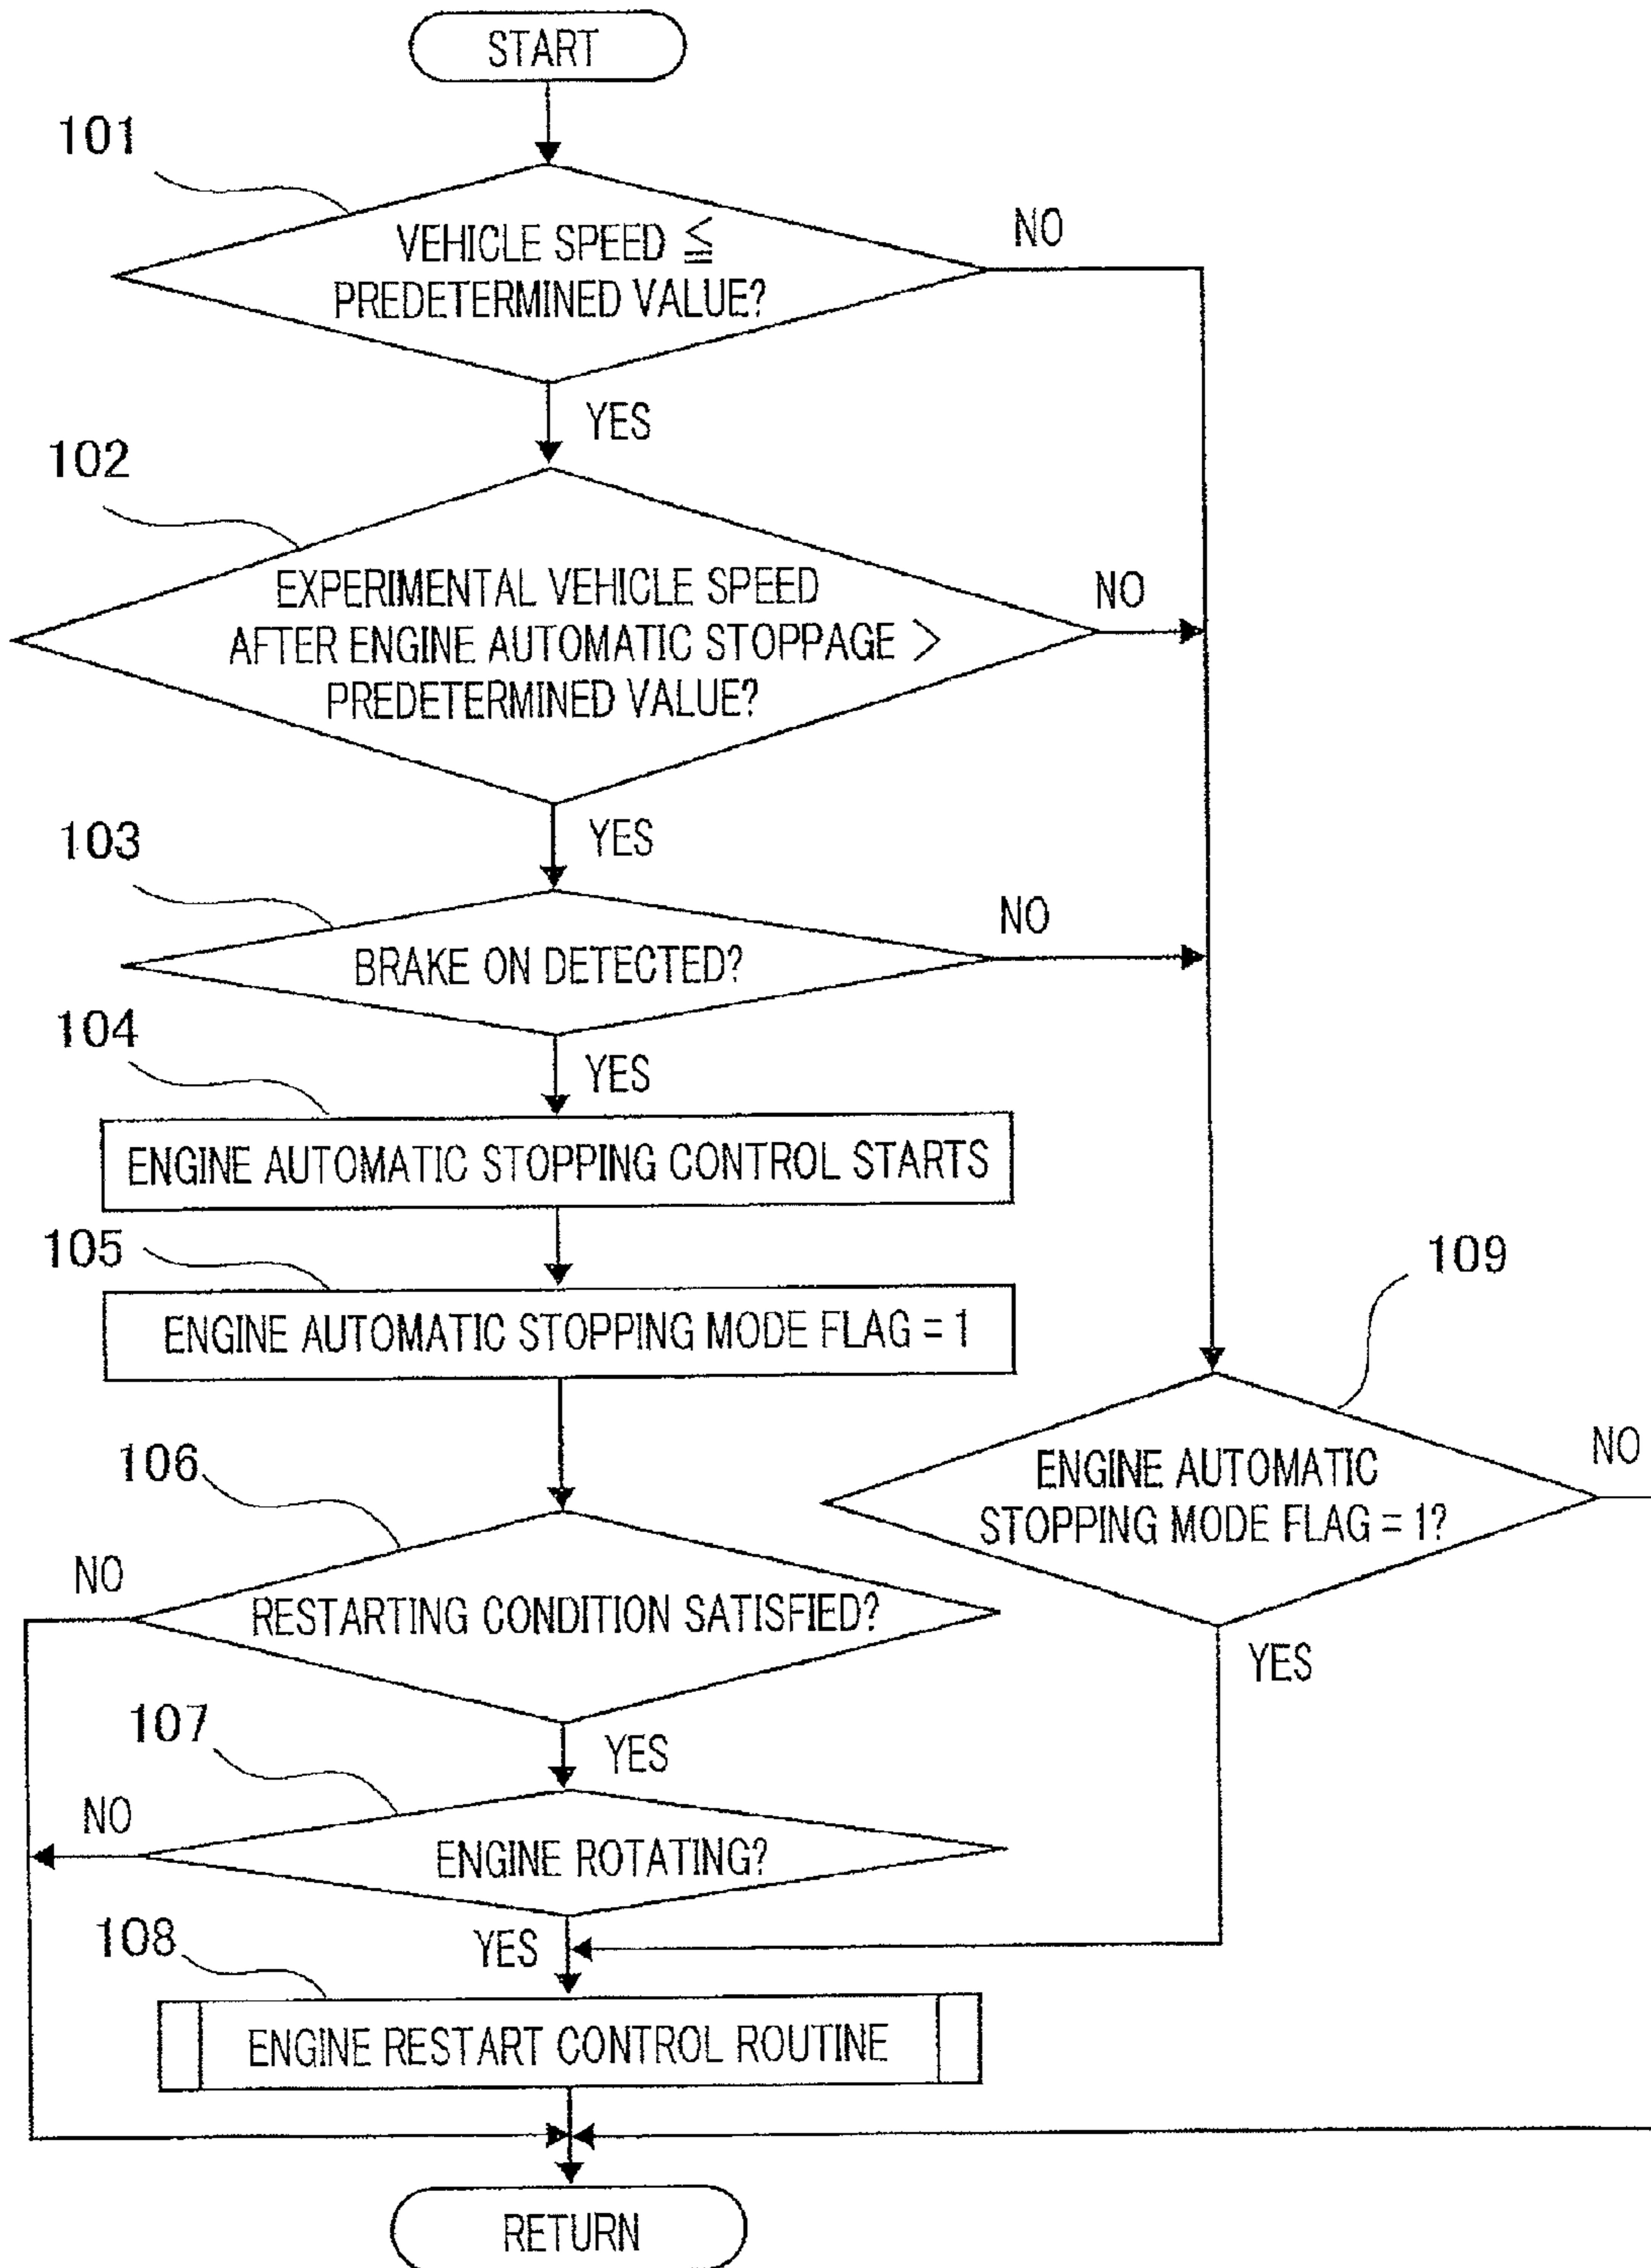 START
101
VEHICLE SPEED ≦
PREDETERMINED VALUE?
NO
YES
102
EXPERIMENTAL VEHICLE SPEED
AFTER ENGINE AUTOMATIC STOPPAGE >
PREDETERMINED VALUE?
NO
YES
103
BRAKE ON DETECTED?
NO
YES
104
ENGINE AUTOMATIC STOPPING CONTROL STARTS
105
ENGINE AUTOMATIC STOPPING MODE FLAG = 1
109
ENGINE AUTOMATIC
STOPPING MODE FLAG = 1?
NO
YES
106
NO
RESTARTING CONDITION SATISFIED?
YES
107
NO
ENGINE ROTATING?
YES
108
ENGINE RESTART CONTROL ROUTINE
RETURN